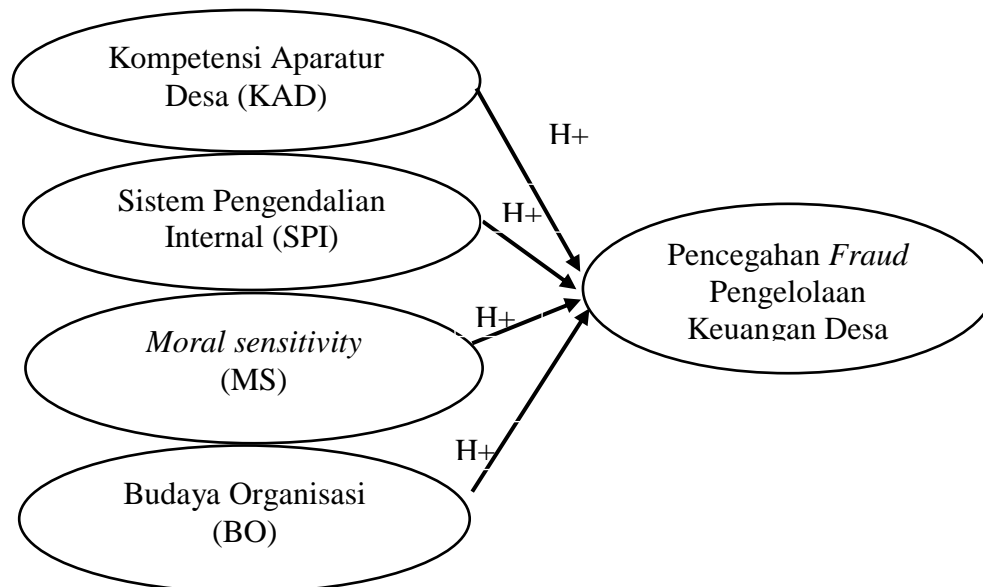 Kompetensi Aparatur
Desa (KAD)
H+
Sistem Pengendalian
Internal (SPI)
H+
Pencegahan Fraud
Pengelolaan
Keuangan Desa
Moral sensitivity
(MS)
H+
Budaya Organisasi
(BO)
H+